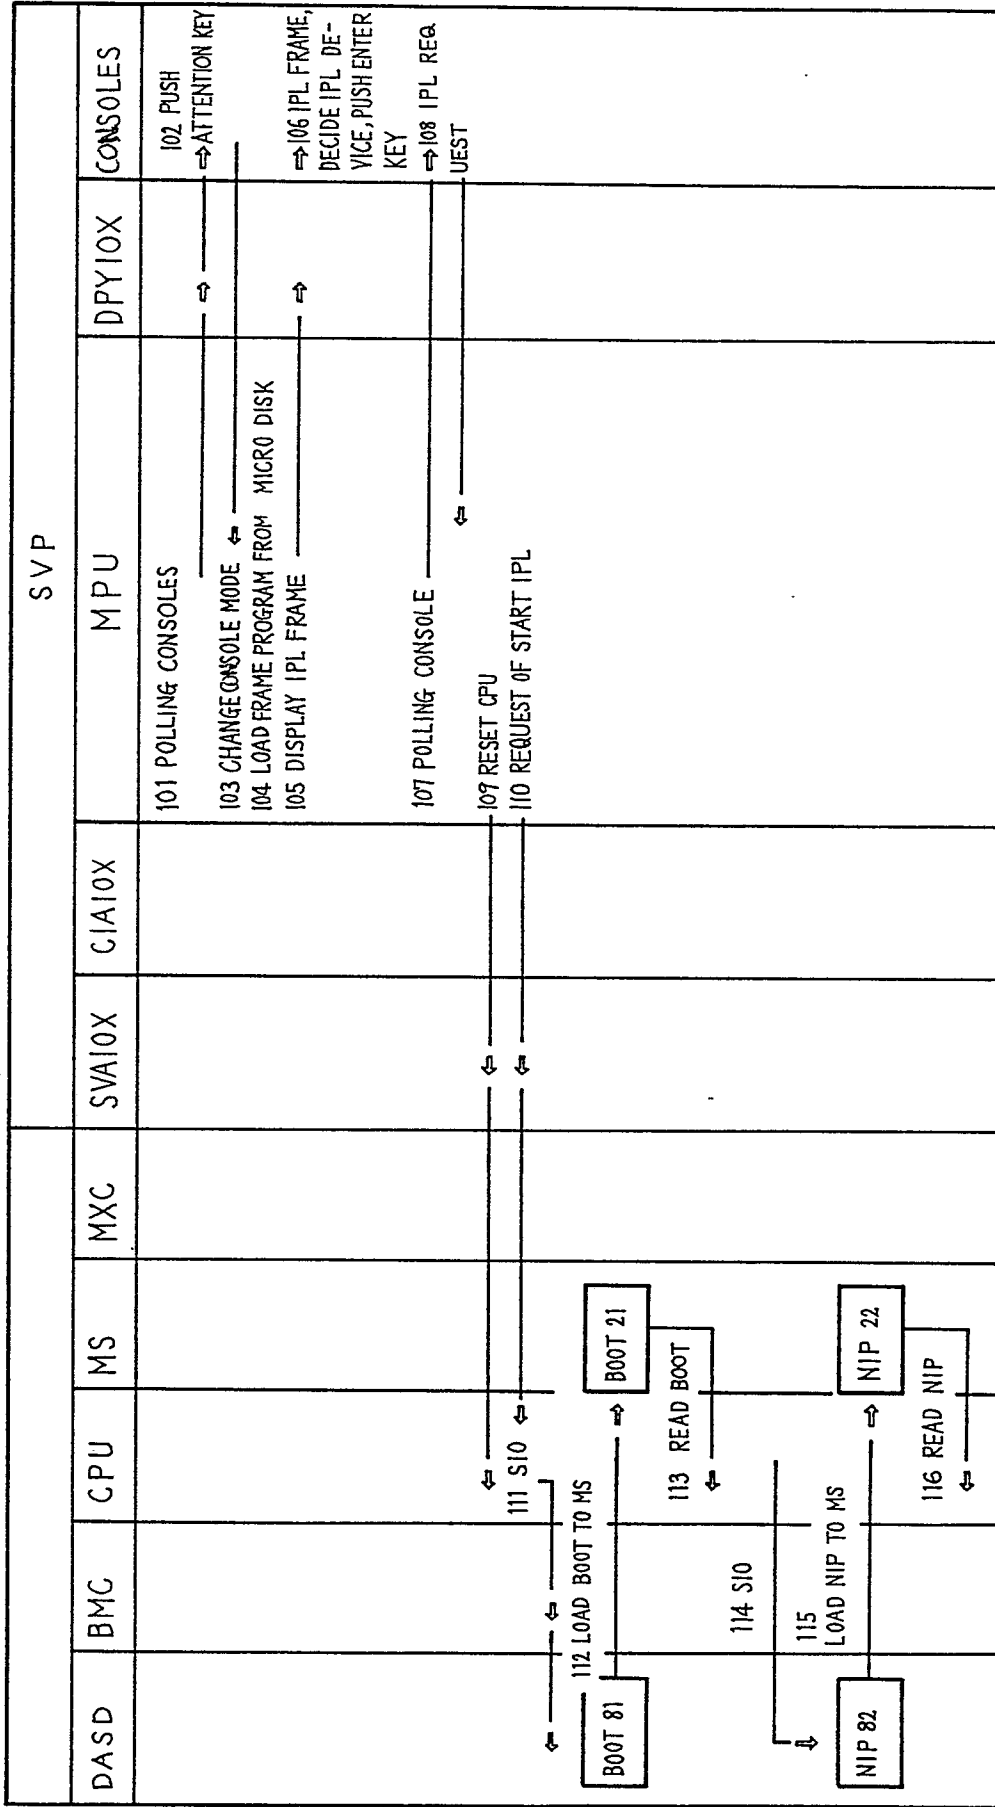 SVP
DASD
BMC
CPU
MS
MXC
SVAIOX
CIAIOX
MPU
DPYIOX
CONSOLES
101 POLLING CONSOLES
102 PUSH
ATTENTION KEY
103 CHANGE CONSOLE MODE
104 LOAD FRAME PROGRAM FROM MICRO DISK
105 DISPLAY IPL FRAME
106 IPL FRAME,
DECIDE IPL DE-
VICE, PUSH ENTER
KEY
107 POLLING CONSOLE
108 IPL REQ
UEST
109 RESET CPU
110 REQUEST OF START IPL
111 SIO
112 LOAD BOOT TO MS
BOOT 81
BOOT 21
113 READ BOOT
114 SIO
115
LOAD NIP TO MS
NIP 82
NIP 22
116 READ NIP